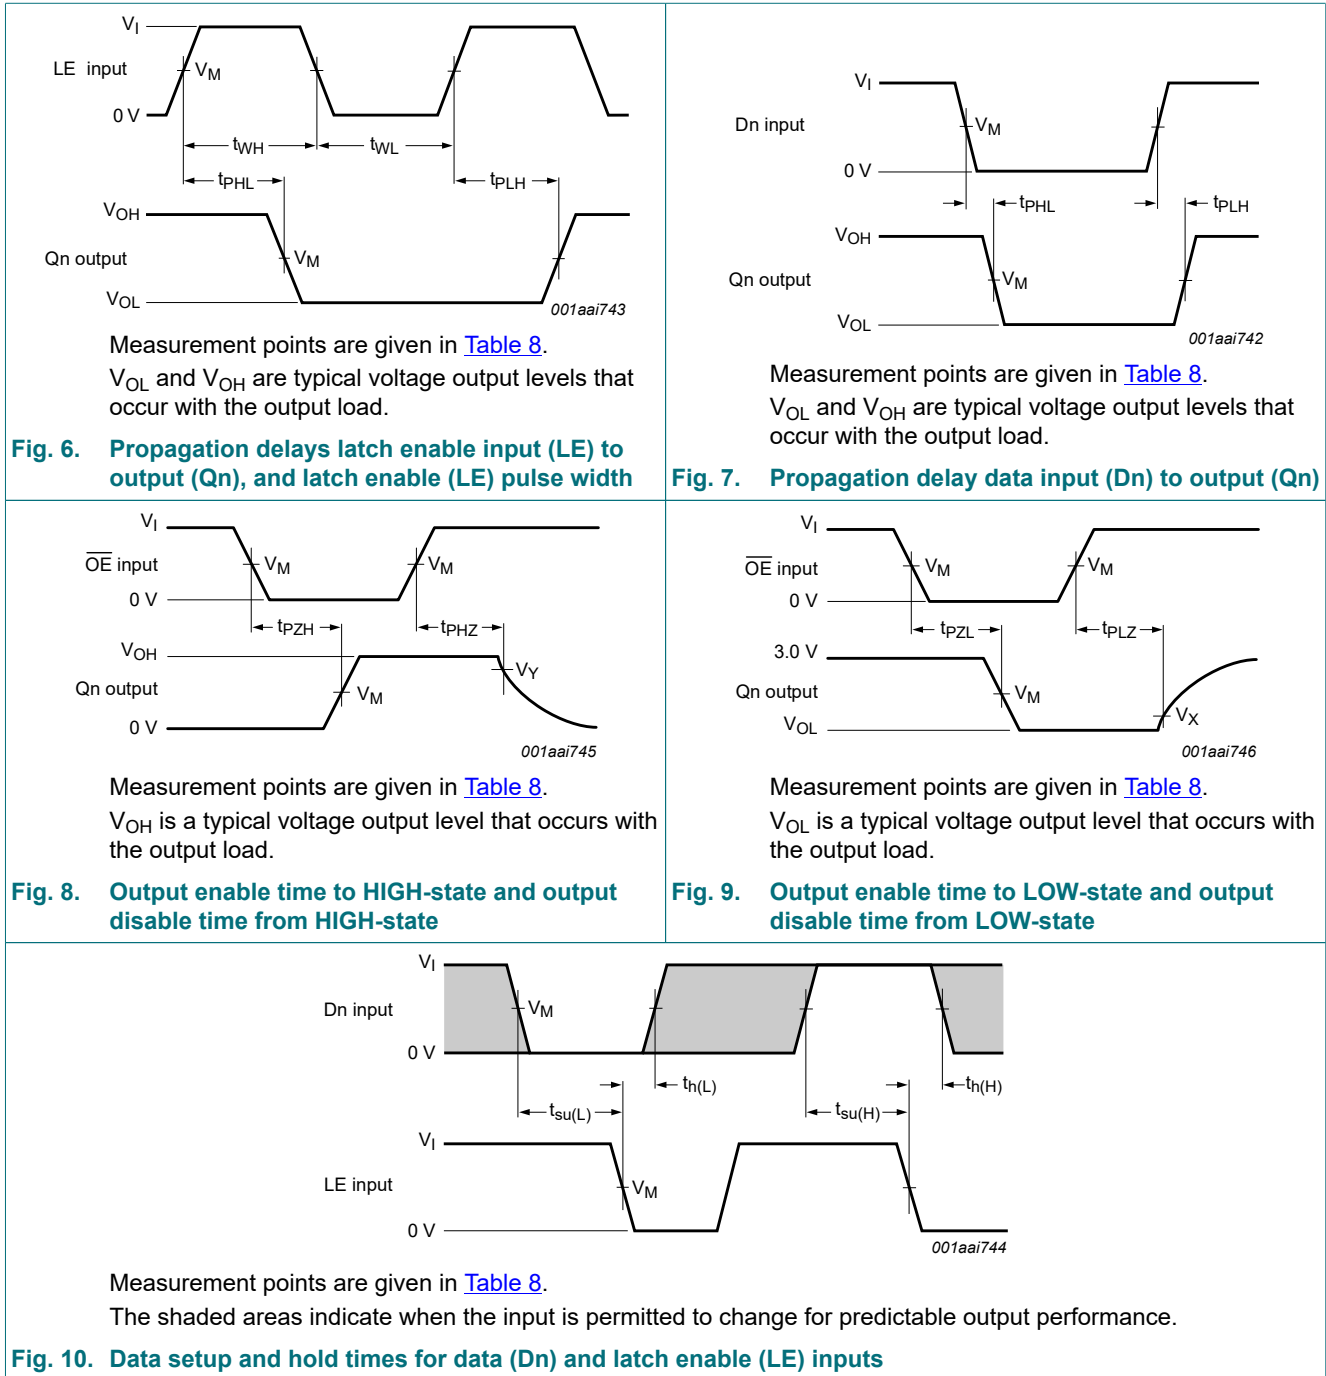 VI
LE input
VM
0 V
tWH
tWL
tPHL
tPLH
VOH
Qn output
VM
VOL
001aai743
Measurement points are given in Table 8.
VOL and VOH are typical voltage output levels that
occur with the output load.
Fig. 6. Propagation delays latch enable input (LE) to
output (Qn), and latch enable (LE) pulse width
VI
Dn input
VM
0 V
tPHL
tPLH
VOH
Qn output
VM
VOL
001aai742
Measurement points are given in Table 8.
VOL and VOH are typical voltage output levels that
occur with the output load.
Fig. 7. Propagation delay data input (Dn) to output (Qn)
VI
OE input
VM
VM
0 V
tPZH
tPHZ
VOH
VY
Qn output
VM
0 V
001aai745
Measurement points are given in Table 8.
VOH is a typical voltage output level that occurs with
the output load.
Fig. 8. Output enable time to HIGH-state and output
disable time from HIGH-state
VI
OE input
VM
VM
0 V
tPZL
tPLZ
3.0 V
Qn output
VM
VX
VOL
001aai746
Measurement points are given in Table 8.
VOL is a typical voltage output level that occurs with
the output load.
Fig. 9. Output enable time to LOW-state and output
disable time from LOW-state
VI
Dn input
VM
0 V
th(L)
th(H)
tsu(L)
tsu(H)
VI
LE input
VM
0 V
001aai744
Measurement points are given in Table 8.
The shaded areas indicate when the input is permitted to change for predictable output performance.
Fig. 10. Data setup and hold times for data (Dn) and latch enable (LE) inputs